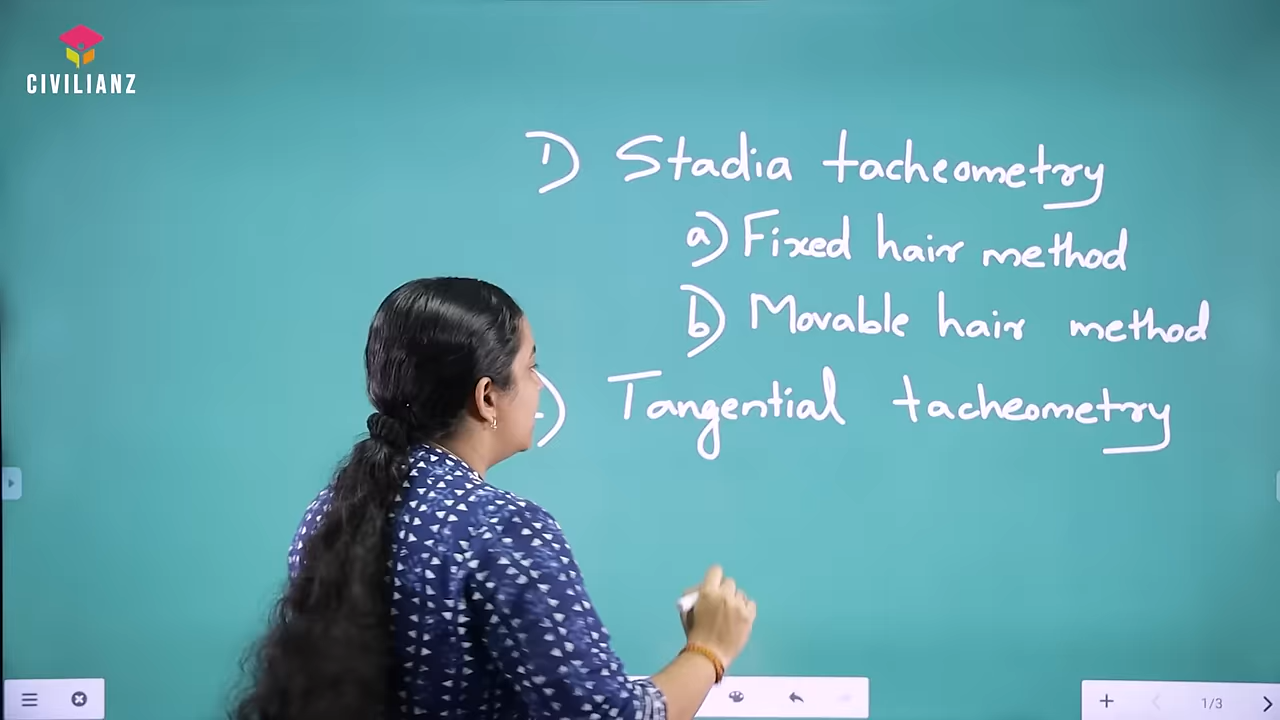 CIVILIANZ
1) Stadia tacheometry
a) Fixed hair method
b) Movable hair method
) Tangential tacheometry
1/3